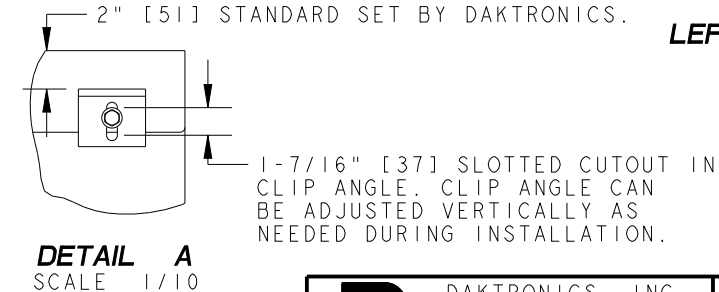 2" [51] STANDARD SET BY DAKTRONICS.
LEF
1-7/16" [37] SLOTTED CUTOUT IN
CLIP ANGLE. CLIP ANGLE CAN
BE ADJUSTED VERTICALLY AS
NEEDED DURING INSTALLATION.
DETAIL A
SCALE 1/10
DAKTRONICS, INC